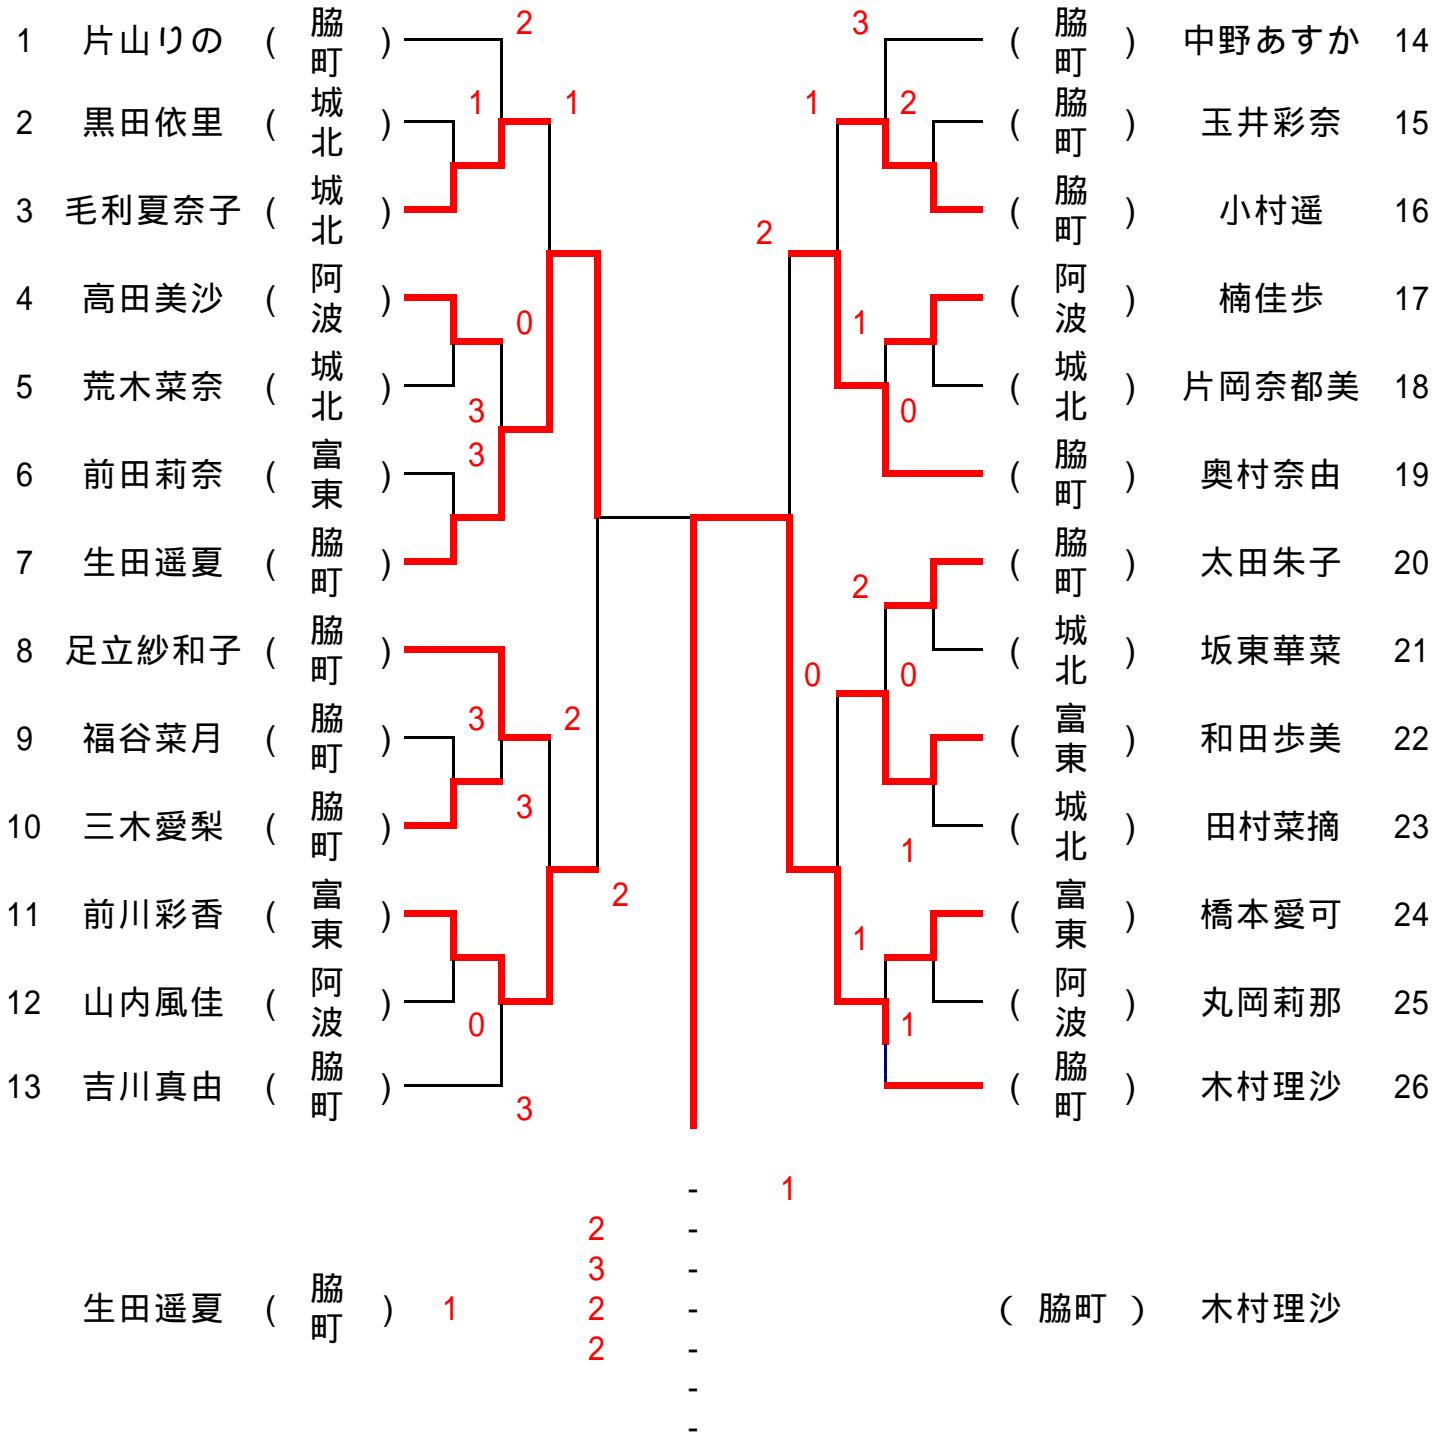 2 3
1 片山りの ( 脇町 ) ( 脇町 ) 中野あすか 14
1 1 1 2
2 黒田依里 ( 城北 ) ( 脇町 ) 玉井彩奈 15
3 毛利夏奈子 ( 城北 ) ( 脇町 ) 小村遥 16
2
4 高田美沙 ( 阿波 ) ( 阿波 ) 楠佳歩 17
0 1
5 荒木菜奈 ( 城北 ) ( 城北 ) 片岡奈都美 18
3 0
3
6 前田莉奈 ( 富東 ) ( 脇町 ) 奥村奈由 19
7 生田遥夏 ( 脇町 ) ( 脇町 ) 太田朱子 20
2
8 足立紗和子 ( 脇町 ) ( 城北 ) 坂東華菜 21
0 0
3 2
9 福谷菜月 ( 脇町 ) ( 富東 ) 和田歩美 22
3
10 三木愛梨 ( 脇町 ) ( 城北 ) 田村菜摘 23
1
2
11 前川彩香 ( 富東 ) ( 富東 ) 橋本愛可 24
1
12 山内風佳 ( 阿波 ) ( 阿波 ) 丸岡莉那 25
0 1
13 吉川真由 ( 脇町 ) ( 脇町 ) 木村理沙 26
3
- 1
2 -
3 -
生田遥夏 ( 脇町 ) 1 2 - ( 脇町 ) 木村理沙
2 -
-
-